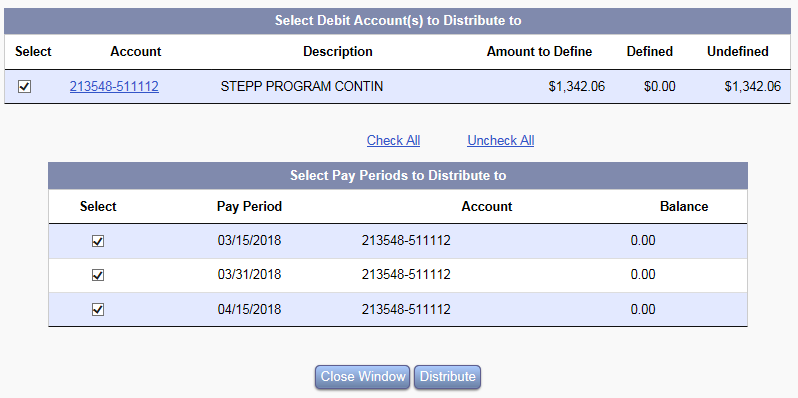 Select Debit Account(s) to Distribute to
Select Account Description Amount to Define Defined Undefined
213548-511112 STEPP PROGRAM CONTIN $1,342.06 $0.00 $1,342.06
Check All Uncheck All
Select Pay Periods to Distribute to
Select Pay Period Account Balance
03/15/2018 213548-511112 0.00
03/31/2018 213548-511112 0.00
04/15/2018 213548-511112 0.00
Close Window Distribute